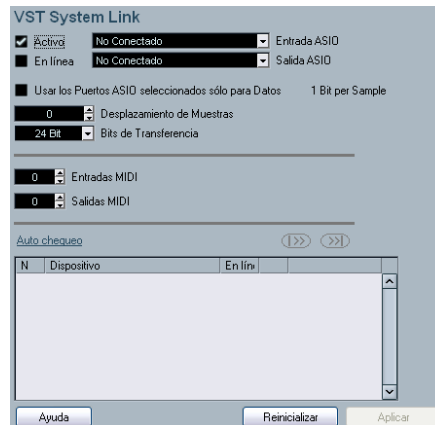 VST System Link
Activo No Conectado Entrada ASIO
En línea No Conectado Salida ASIO
Usar los Puertos ASIO seleccionados sólo para Datos 1 Bit per Sample
0 Desplazamiento de Muestras
24 Bit Bits de Transferencia
0 Entradas MIDI
0 Salidas MIDI
Auto chequeo
N Dispositivo En líne
Ayuda Reinicializar Aplicar